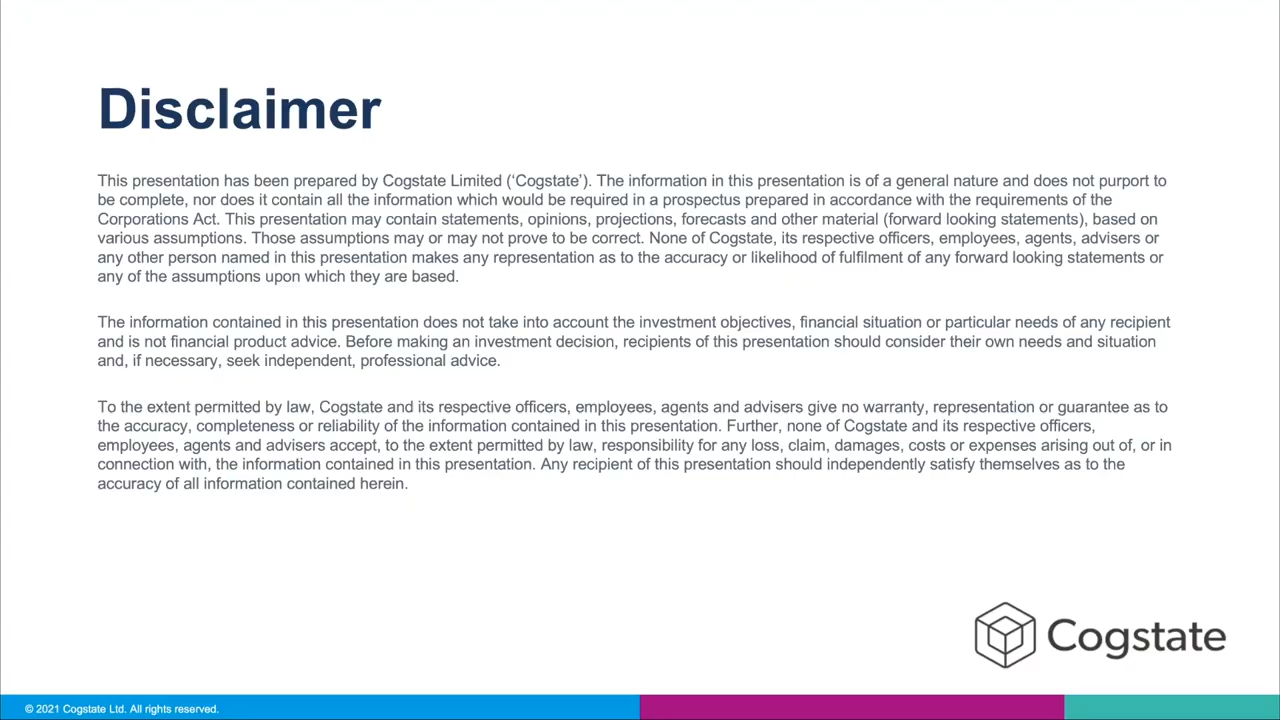 Disclaimer
This presentation has been prepared by Cogstate Limited (‘Cogstate’). The information in this presentation is of a general nature and does not purport to
be complete, nor does it contain all the information which would be required in a prospectus prepared in accordance with the requirements of the
Corporations Act. This presentation may contain statements, opinions, projections, forecasts and other material (forward looking statements), based on
various assumptions. Those assumptions may or may not prove to be correct. None of Cogstate, its respective officers, employees, agents, advisers or
any other person named in this presentation makes any representation as to the accuracy or likelihood of fulfilment of any forward looking statements or
any of the assumptions upon which they are based.
The information contained in this presentation does not take into account the investment objectives, financial situation or particular needs of any recipient
and is not financial product advice. Before making an investment decision, recipients of this presentation should consider their own needs and situation
and, if necessary, seek independent, professional advice.
To the extent permitted by law, Cogstate and its respective officers, employees, agents and advisers give no warranty, representation or guarantee as to
the accuracy, completeness or reliability of the information contained in this presentation. Further, none of Cogstate and its respective officers,
employees, agents and advisers accept, to the extent permitted by law, responsibility for any loss, claim, damages, costs or expenses arising out of, or in
connection with, the information contained in this presentation. Any recipient of this presentation should independently satisfy themselves as to the
accuracy of all information contained herein.
Cogstate
© 2021 Cogstate Ltd. All rights reserved.